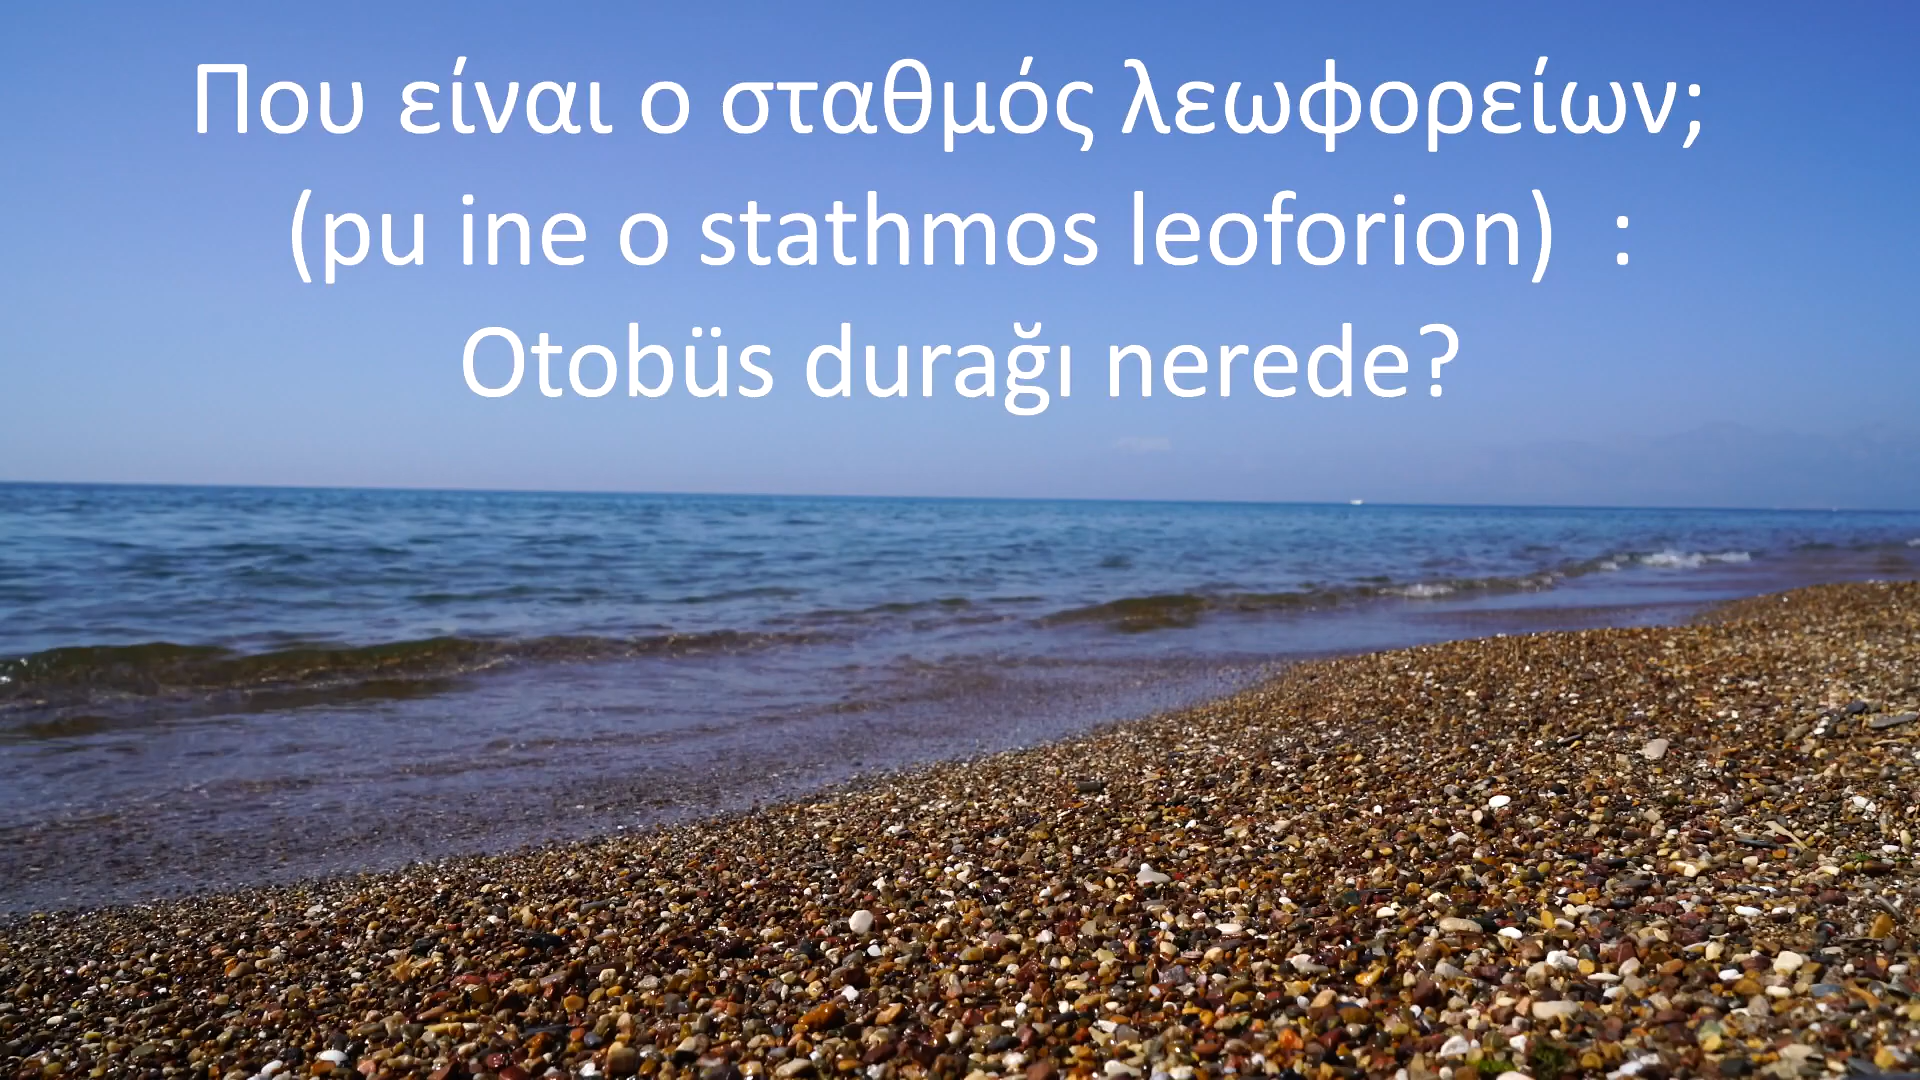 Που είναι ο σταθμός λεωφορείων;
(pu ine o stathmos leoforion) :
Otobüs durağı nerede?